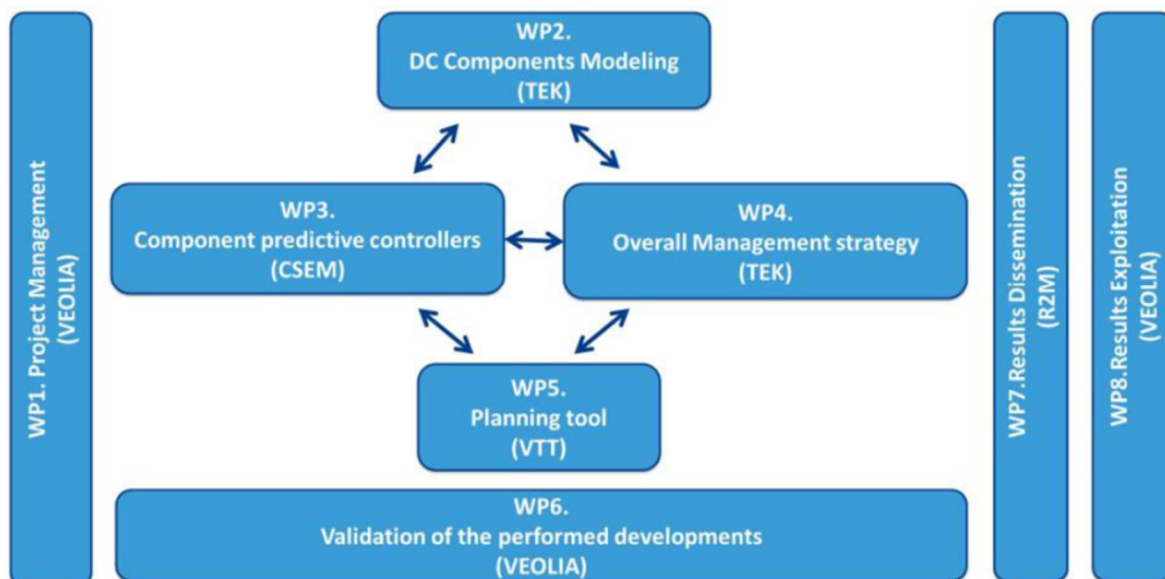 WP1. Project Management
(VEOLIA)
WP2.
DC Components Modeling
(TEK)
WP3.
Component predictive controllers
(CSEM)
WP4.
Overall Management strategy
(TEK)
WP5.
Planning tool
(VTT)
WP6.
Validation of the performed developments
(VEOLIA)
WP7.Results Dissemination
(R2M)
WP8.Results Exploitation
(VEOLIA)